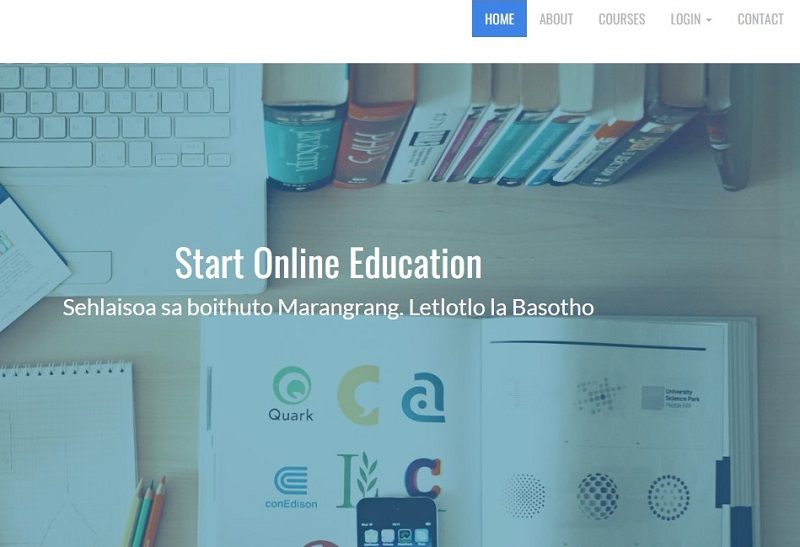 HOME ABOUT COURSES LOGIN CONTACT
Start Online Education
Sehlaisoa sa boithuto Marangrang. Letlotlo la Basotho
Quark
University
Science Park
conEdison